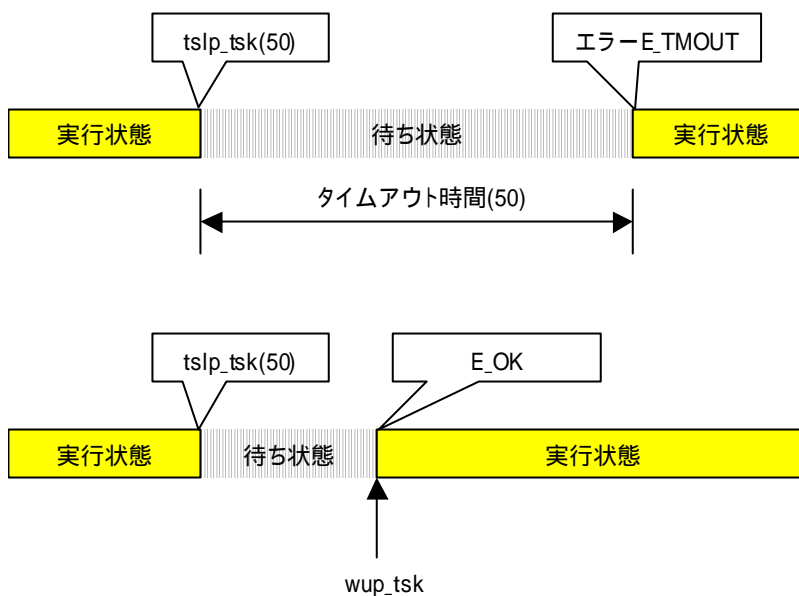 tslp_tsk(50)
エラーE_TMOUT
実行状態
待ち状態
実行状態
タイムアウト時間(50)
tslp_tsk(50)
E_OK
実行状態
待ち状態
実行状態
wup_tsk